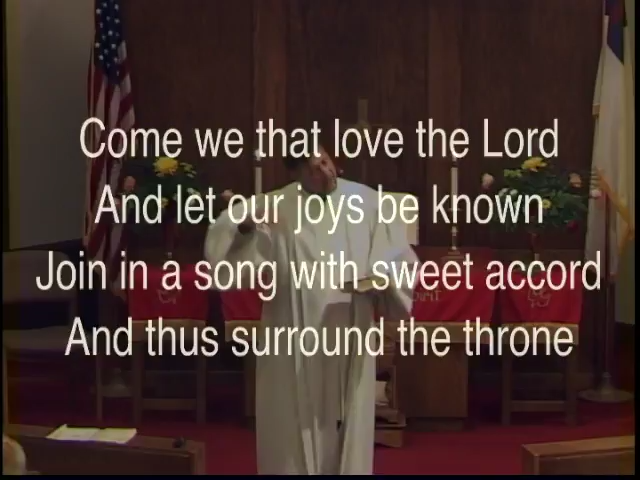 Come we that love the Lord
And let our joys be known
Join in a song with sweet accord
And thus surround the throne